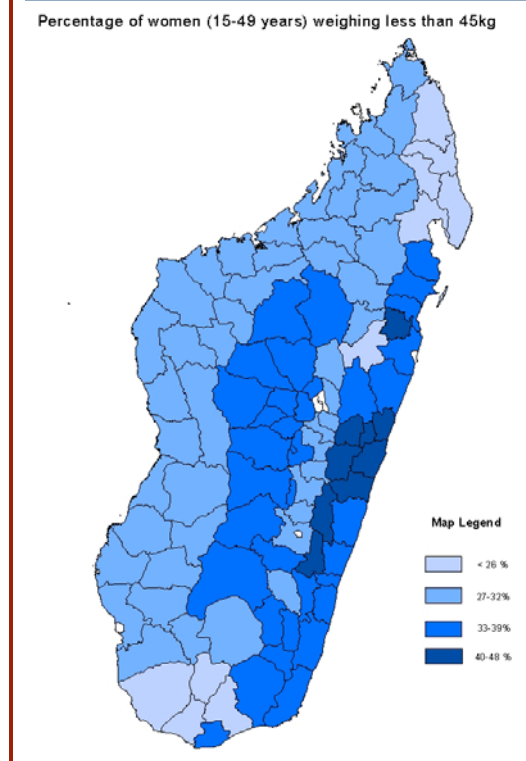 Percentage of women (15-49 years) weighing less than 45kg
Map Legend
< 26 %
27-32%
33-39%
40-48 %